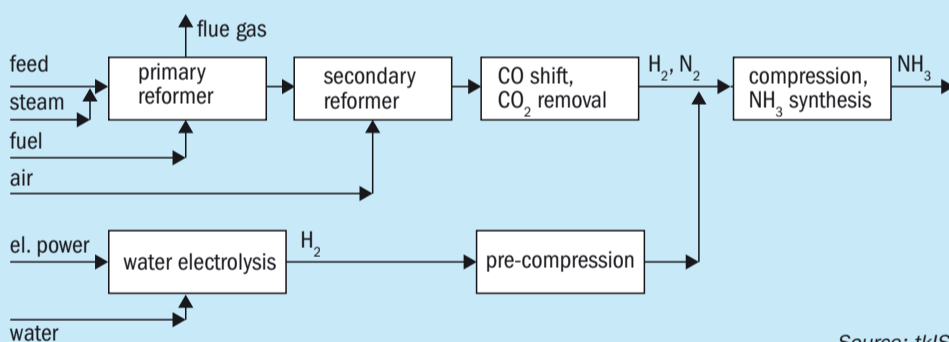 flue gas
feed
steam
fuel
air
primary
reformer
secondary
reformer
CO shift,
CO₂ removal
H₂, N₂
compression,
NH₃ synthesis
NH₃
el. power
water
water electrolysis
H₂
pre-compression
Source: